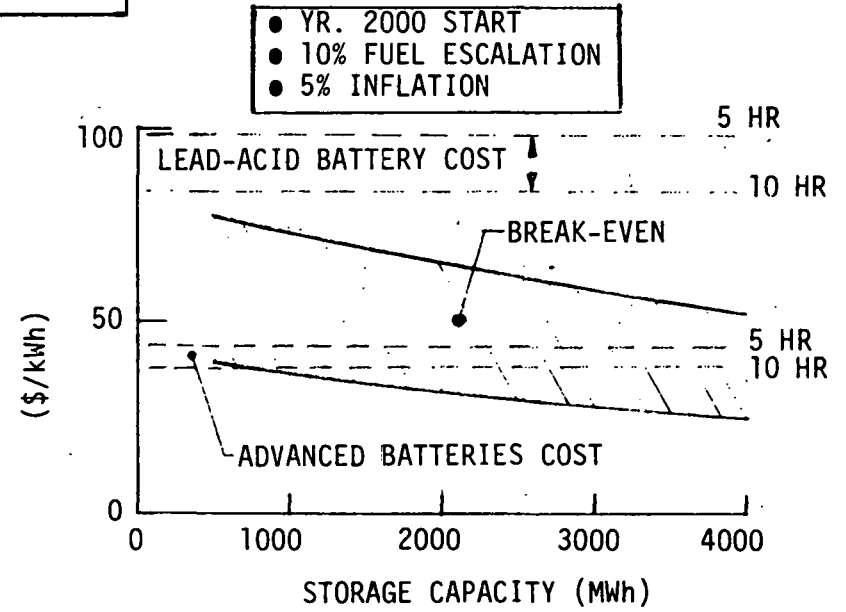 ● YR. 2000 START
● 10% FUEL ESCALATION
● 5% INFLATION
5 HR
100
LEAD-ACID BATTERY COST
10 HR
BREAK-EVEN
50
5 HR
10 HR
($/kWh)
ADVANCED BATTERIES COST
0
0 1000 2000 3000 4000
STORAGE CAPACITY (MWh)